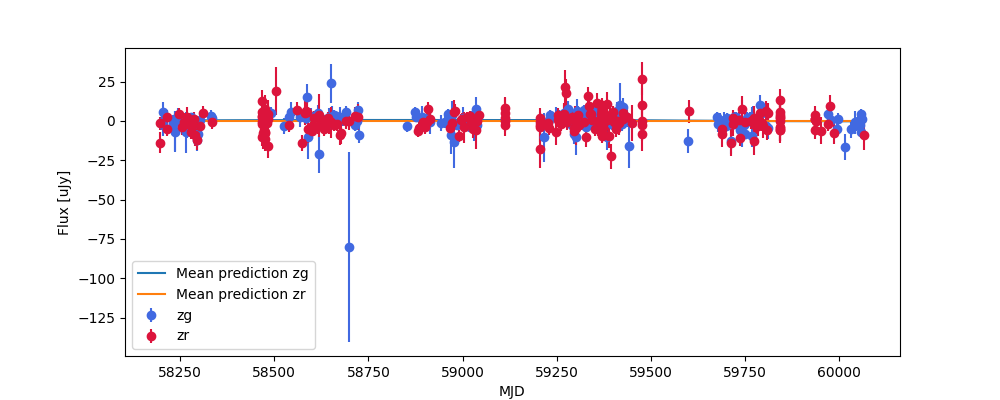 25
0
−25
−50
−75
−100
−125
Flux [uJy]
Mean prediction zg
Mean prediction zr
zg
zr
58250 58500 58750 59000 59250 59500 59750 60000
MJD